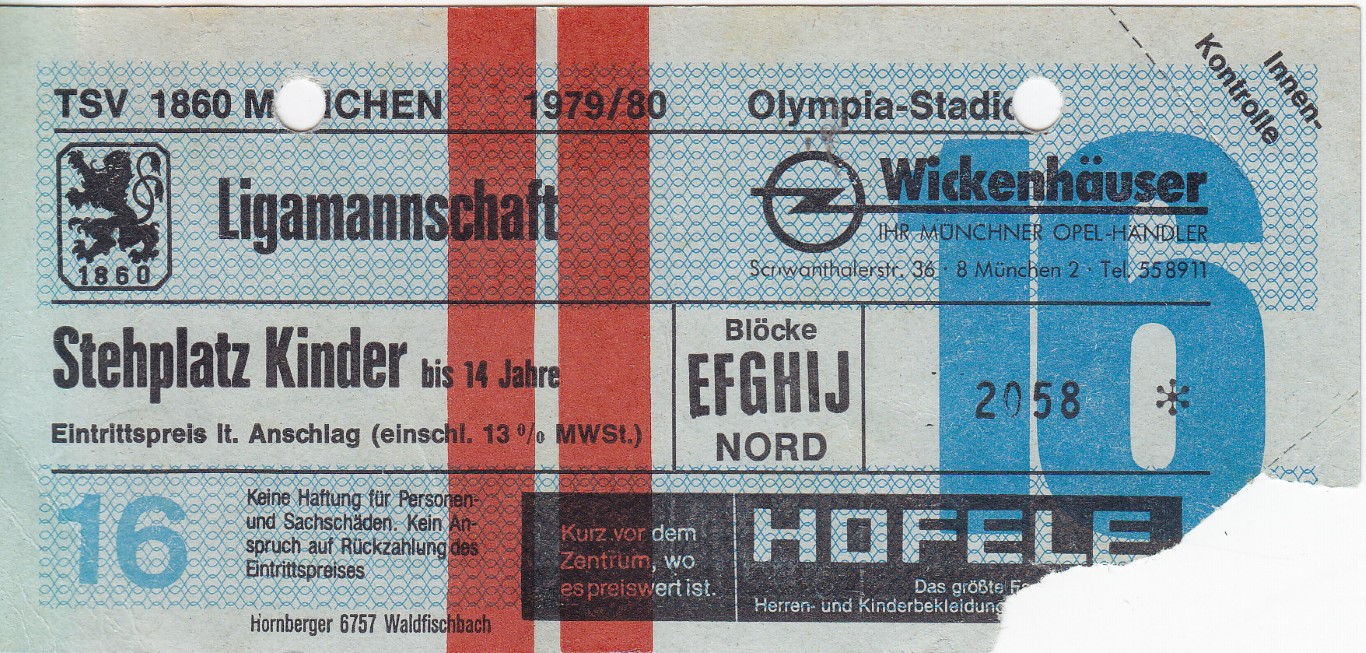 TSV 1860 MÜNCHEN 1979/80 Olympia-Stadio
Innen-
Kontrolle
1860
Ligamannschaft
Wickenhäuser
IHR MÜNCHNER OPEL-HÄNDLER
Schwanthalerstr. 36 · 8 München 2 · Tel. 558911
16
Stehplatz Kinder bis 14 Jahre
Eintrittspreis lt. Anschlag (einschl. 13 % MWSt.)
Blöcke
EFGHIJ
NORD
2058 *
16
Keine Haftung für Personen-
und Sachschäden. Kein An-
spruch auf Rückzahlung des
Eintrittspreises
Hornberger 6757 Waldfischbach
Kurz vor dem
Zentrum, wo
es preiswert ist.
HOFELE
Das größte
Herren- und Kinderbekleidung